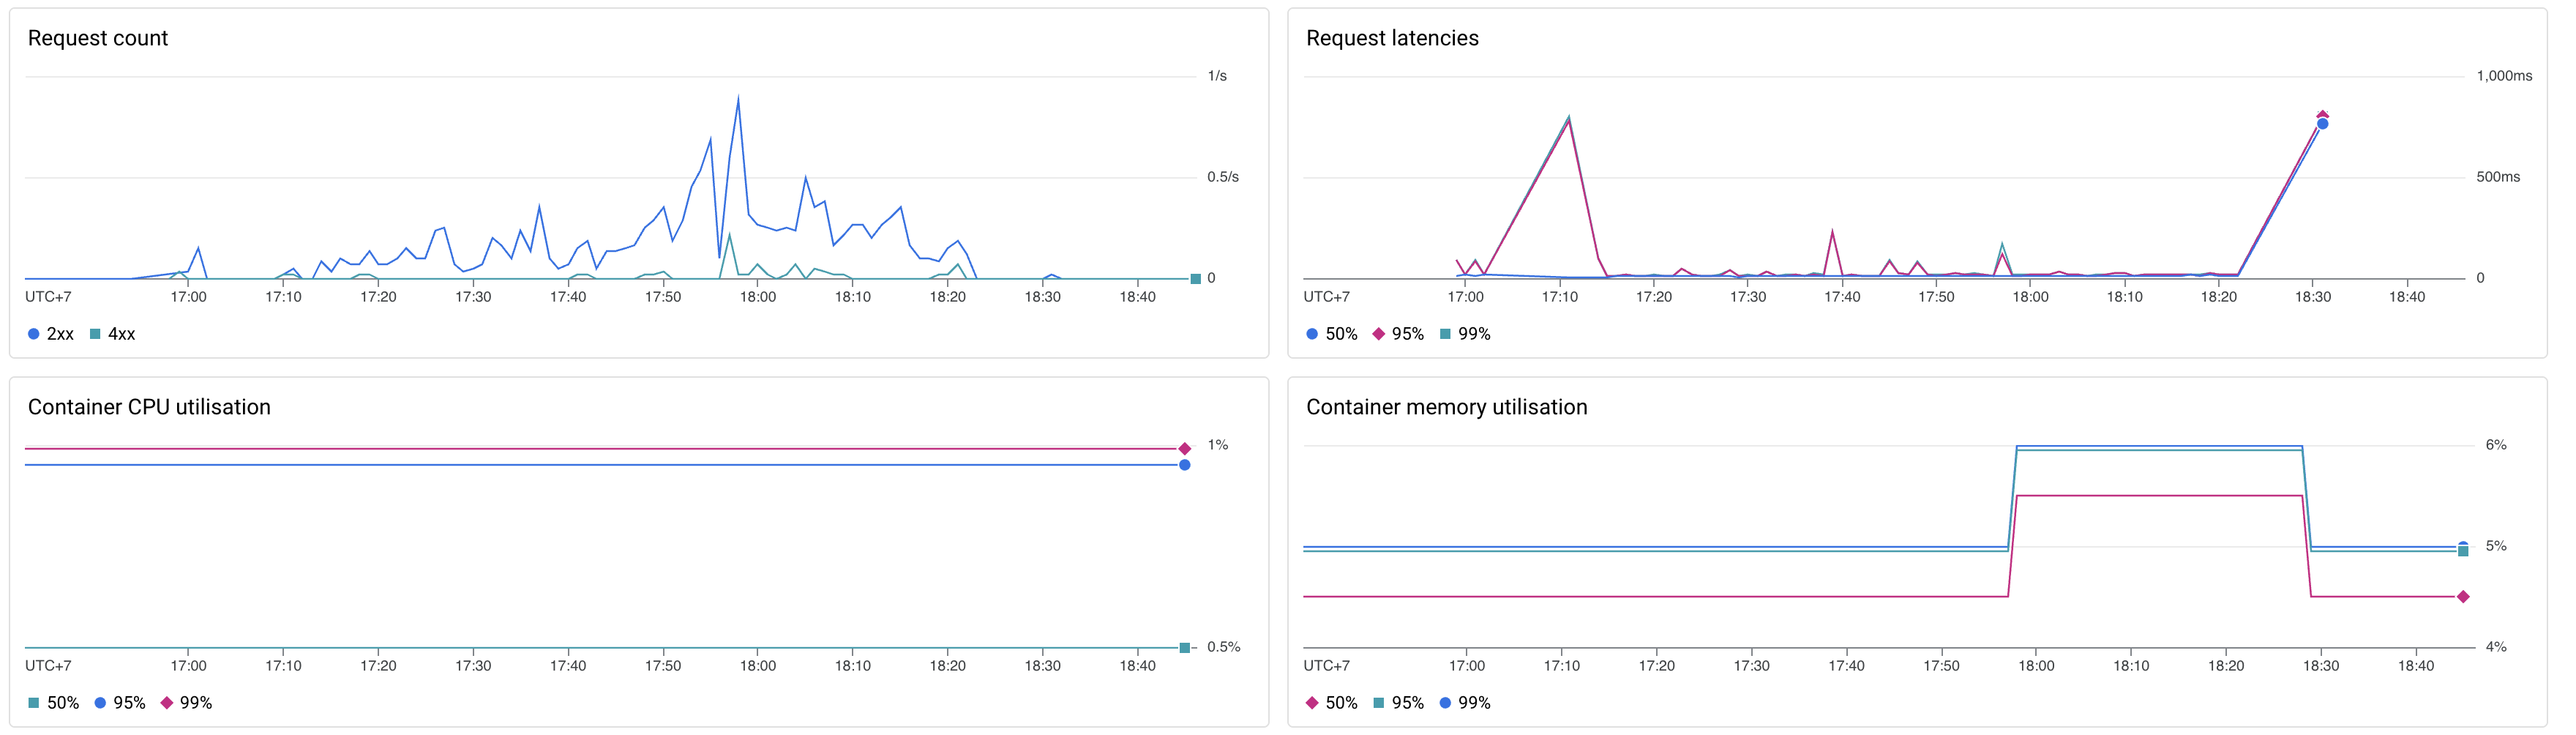 Request count
1/s
0.5/s
0
UTC+7 17:00 17:10 17:20 17:30 17:40 17:50 18:00 18:10 18:20 18:30 18:40
2xx 4xx
Request latencies
1,000ms
500ms
0
UTC+7 17:00 17:10 17:20 17:30 17:40 17:50 18:00 18:10 18:20 18:30 18:40
50% 95% 99%
Container CPU utilisation
1%
0.5%
UTC+7 17:00 17:10 17:20 17:30 17:40 17:50 18:00 18:10 18:20 18:30 18:40
50% 95% 99%
Container memory utilisation
6%
5%
4%
UTC+7 17:00 17:10 17:20 17:30 17:40 17:50 18:00 18:10 18:20 18:30 18:40
50% 95% 99%